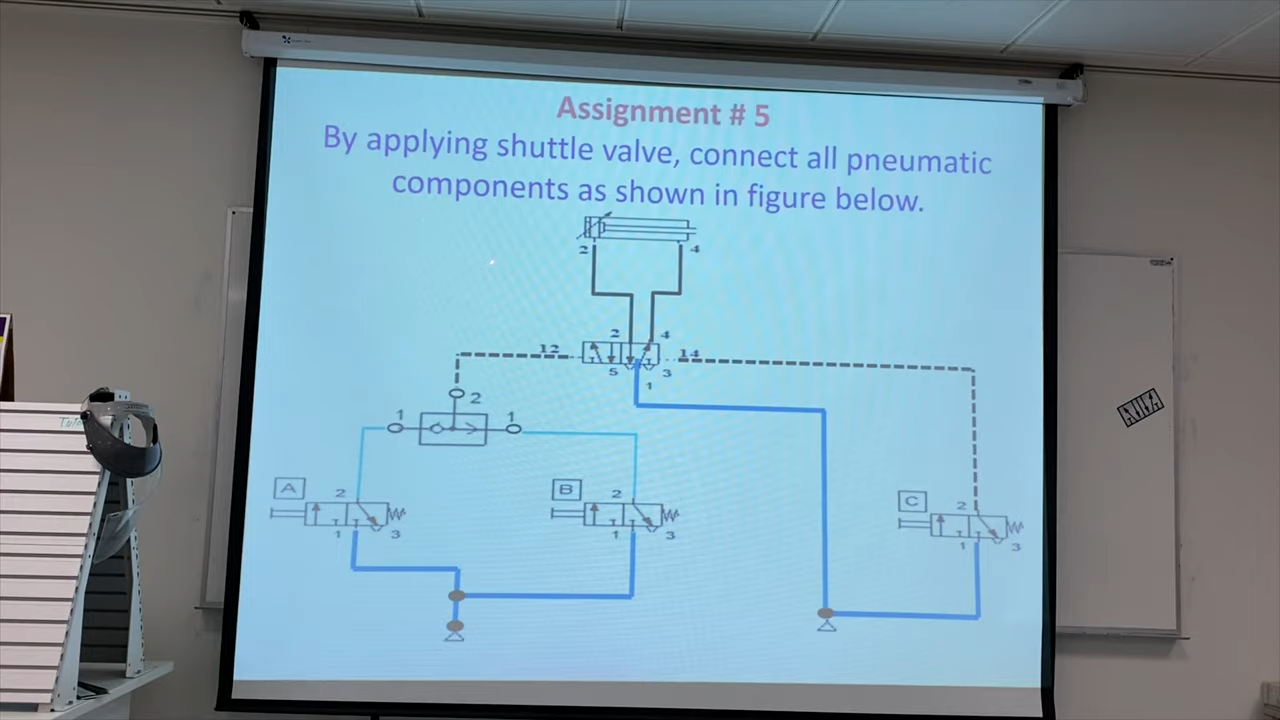 Assignment # 5
By applying shuttle valve, connect all pneumatic
components as shown in figure below.
2 4
2 4
12 14
5 3
1
2
1 1
A 2
B 2
C 2
1 3
1 3
1 3